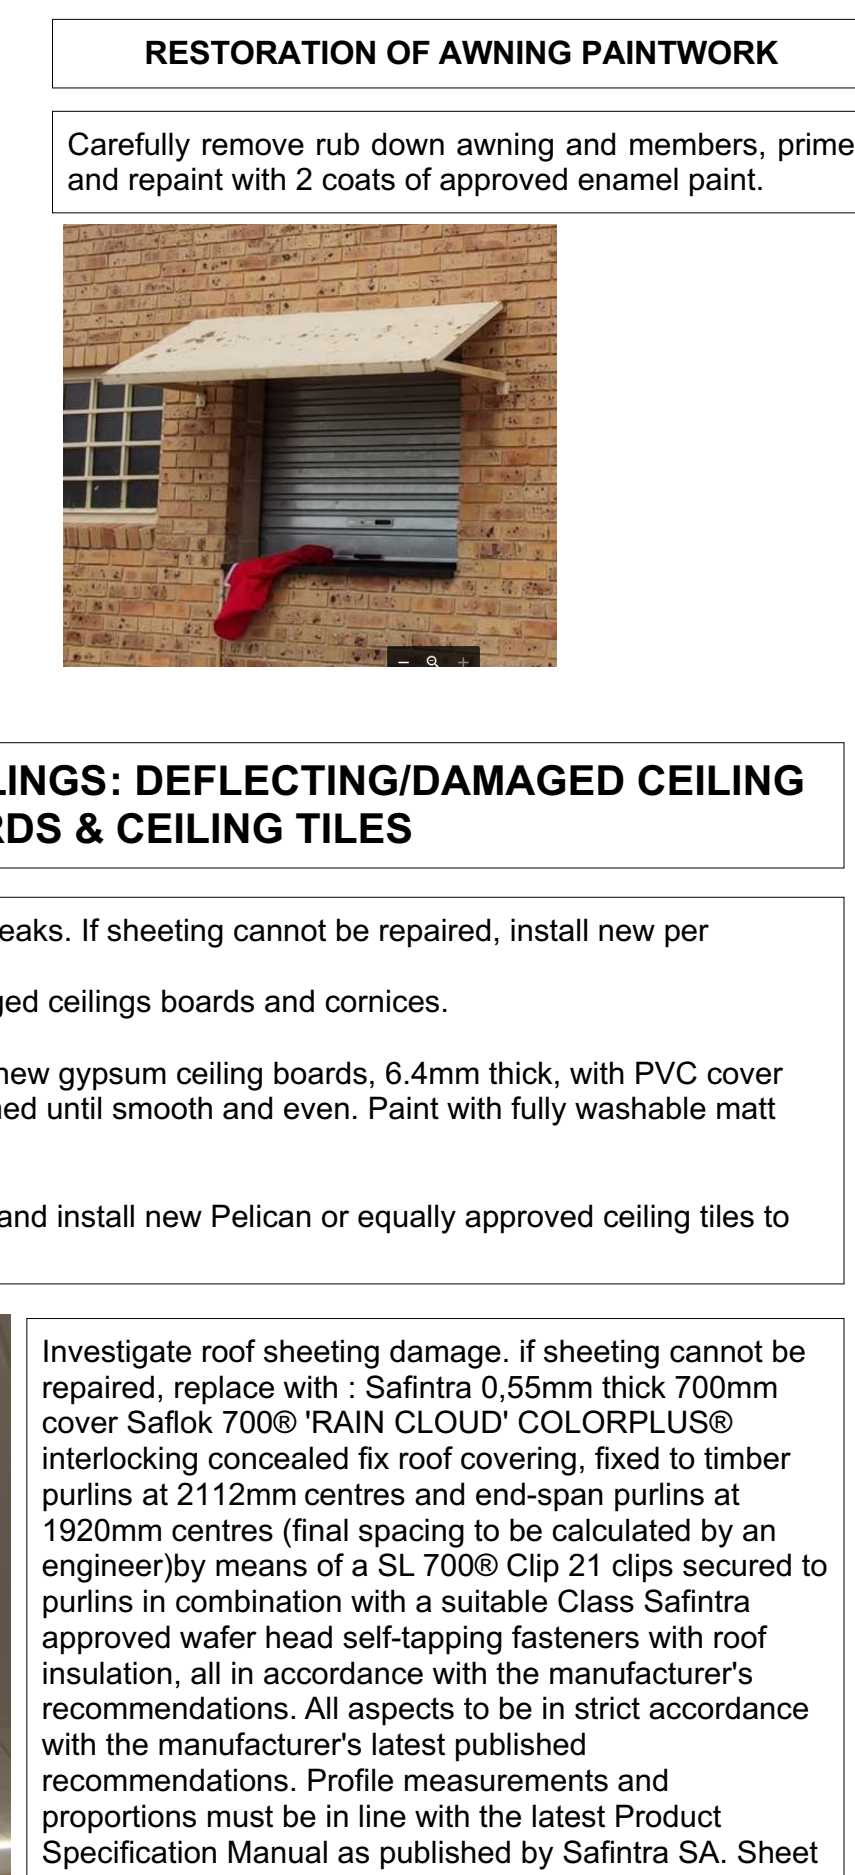 RESTORATION OF AWNING PAINTWORK
Carefully remove rub down awning and members, prime
and repaint with 2 coats of approved enamel paint.
LINGS: DEFLECTING/DAMAGED CEILING
RDS & CEILING TILES
eaks. If sheeting cannot be repaired, install new per
ged ceilings boards and cornices.
new gypsum ceiling boards, 6.4mm thick, with PVC cover
ned until smooth and even. Paint with fully washable matt
and install new Pelican or equally approved ceiling tiles to
Investigate roof sheeting damage. if sheeting cannot be
repaired, replace with : Safintra 0,55mm thick 700mm
cover Saflok 700® 'RAIN CLOUD' COLORPLUS®
interlocking concealed fix roof covering, fixed to timber
purlins at 2112mm centres and end-span purlins at
1920mm centres (final spacing to be calculated by an
engineer)by means of a SL 700® Clip 21 clips secured to
purlins in combination with a suitable Class Safintra
approved wafer head self-tapping fasteners with roof
insulation, all in accordance with the manufacturer's
recommendations. All aspects to be in strict accordance
with the manufacturer's latest published
recommendations. Profile measurements and
proportions must be in line with the latest Product
Specification Manual as published by Safintra SA. Sheet